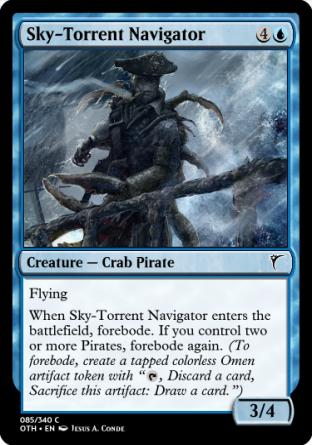 Sky-Torrent Navigator 4
Creature — Crab Pirate
Flying
When Sky-Torrent Navigator enters the
battlefield, forebode. If you control two
or more Pirates, forebode again. (To
forebode, create a tapped colorless Omen
artifact token with “, Discard a card,
Sacrifice this artifact: Draw a card.”)
085/340 C
OTH • EN Jesus A. Conde
3/4